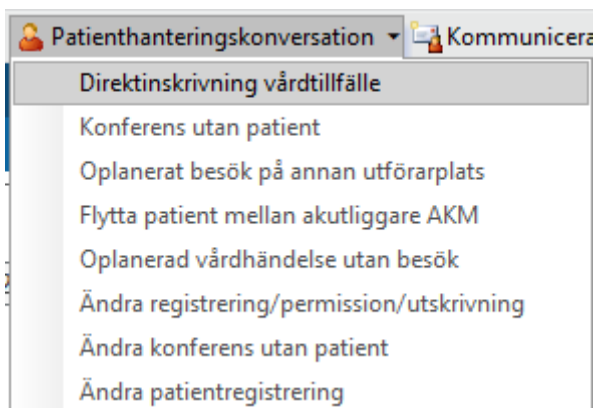 Patienthanteringskonversation Kommunicera
Direktinskrivning vårdtillfälle
Konferens utan patient
Oplanerat besök på annan utförarplats
Flytta patient mellan akutliggare AKM
Oplanerad vårdhändelse utan besök
Ändra registrering/permission/utskrivning
Ändra konferens utan patient
Ändra patientregistrering